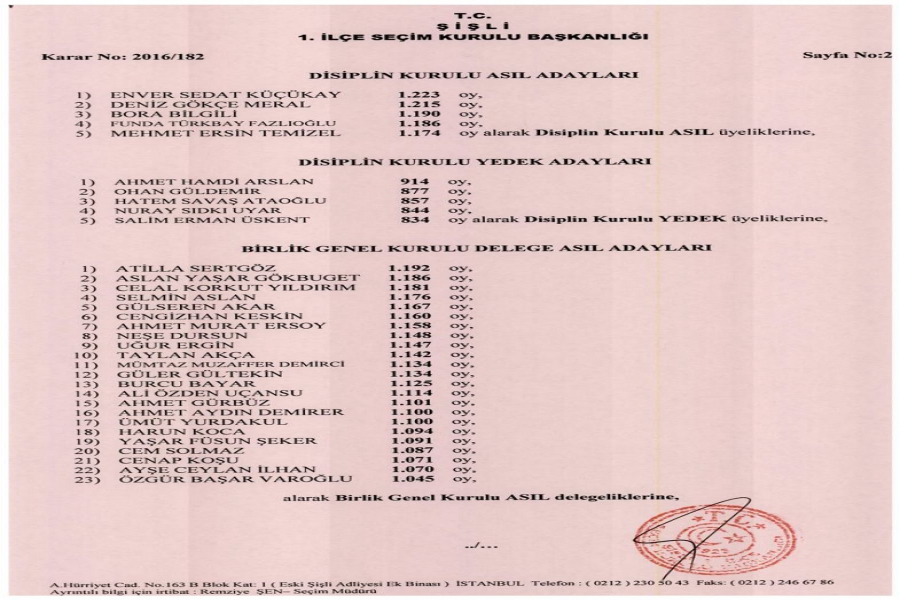 T.C.
ŞİŞLİ
1. İLÇE SEÇİM KURULU BAŞKANLIĞI
Karar No: 2016/182 Sayfa No:2
DİSİPLİN KURULU ASIL ADAYLARI
1) ENVER SEDAT KÜÇÜKAY 1.223 oy,
2) DENİZ GÖKÇE MERAL 1.215 oy,
3) BORA BİLGİLİ 1.190 oy,
4) FUNDA TÜRKBAY FAZLIOĞLU 1.186 oy,
5) MEHMET ERSİN TEMİZEL 1.174 oy alarak Disiplin Kurulu ASIL üyeliklerine,
DİSİPLİN KURULU YEDEK ADAYLARI
1) AHMET HAMDİ ARSLAN 914 oy,
2) OHAN GÜLDEMİR 877 oy,
3) HATEM SAVAŞ ATAOĞLU 857 oy,
4) NURAY SIDKI UYAR 844 oy,
5) SALİM ERMAN ÜSKENT 834 oy alarak Disiplin Kurulu YEDEK üyeliklerine,
BİRLİK GENEL KURULU DELEGE ASIL ADAYLARI
1) ATİLLA SERTGÖZ 1.192 oy,
2) ASLAN YAŞAR GÖKBUGET 1.186 oy,
3) CELAL KORKUT YILDIRIM 1.181 oy,
4) SELMİN ASLAN 1.176 oy,
5) GÜLSEREN AKAR 1.167 oy,
6) CENGİZHAN KESKİN 1.160 oy,
7) AHMET MURAT ERSOY 1.158 oy,
8) NEŞE DURSUN 1.148 oy,
9) UĞUR ERGİN 1.147 oy,
10) TAYLAN AKÇA 1.142 oy,
11) MÜMTAZ MUZAFFER DEMİRCİ 1.134 oy,
12) GÜLER GÜLTEKİN 1.134 oy,
13) BURCU BAYAR 1.125 oy,
14) ALİ ÖZDEN UÇANSU 1.114 oy,
15) AHMET GÜRBÜZ 1.101 oy,
16) AHMET AYDIN DEMİRER 1.100 oy,
17) ÜMÜT YURDAKUL 1.100 oy,
18) HARUN KOCA 1.094 oy,
19) YAŞAR FÜSUN ŞEKER 1.091 oy,
20) CEM SOLMAZ 1.087 oy,
21) CENAP KOŞU 1.071 oy,
22) AYŞE CEYLAN İLHAN 1.070 oy,
23) ÖZGÜR BAŞAR VAROĞLU 1.045 oy,
alarak Birlik Genel Kurulu ASIL delegeliklerine,
../...
T C
A.Hürriyet Cad. No.163 B Blok Kat: 1 ( Eski Şişli Adliyesi Ek Binası ) İSTANBUL Telefon : ( 0212 ) 230 50 43 Faks: ( 0212 ) 246 67 86
Ayrıntılı bilgi için irtibat : Remziye ŞEN– Seçim Müdürü